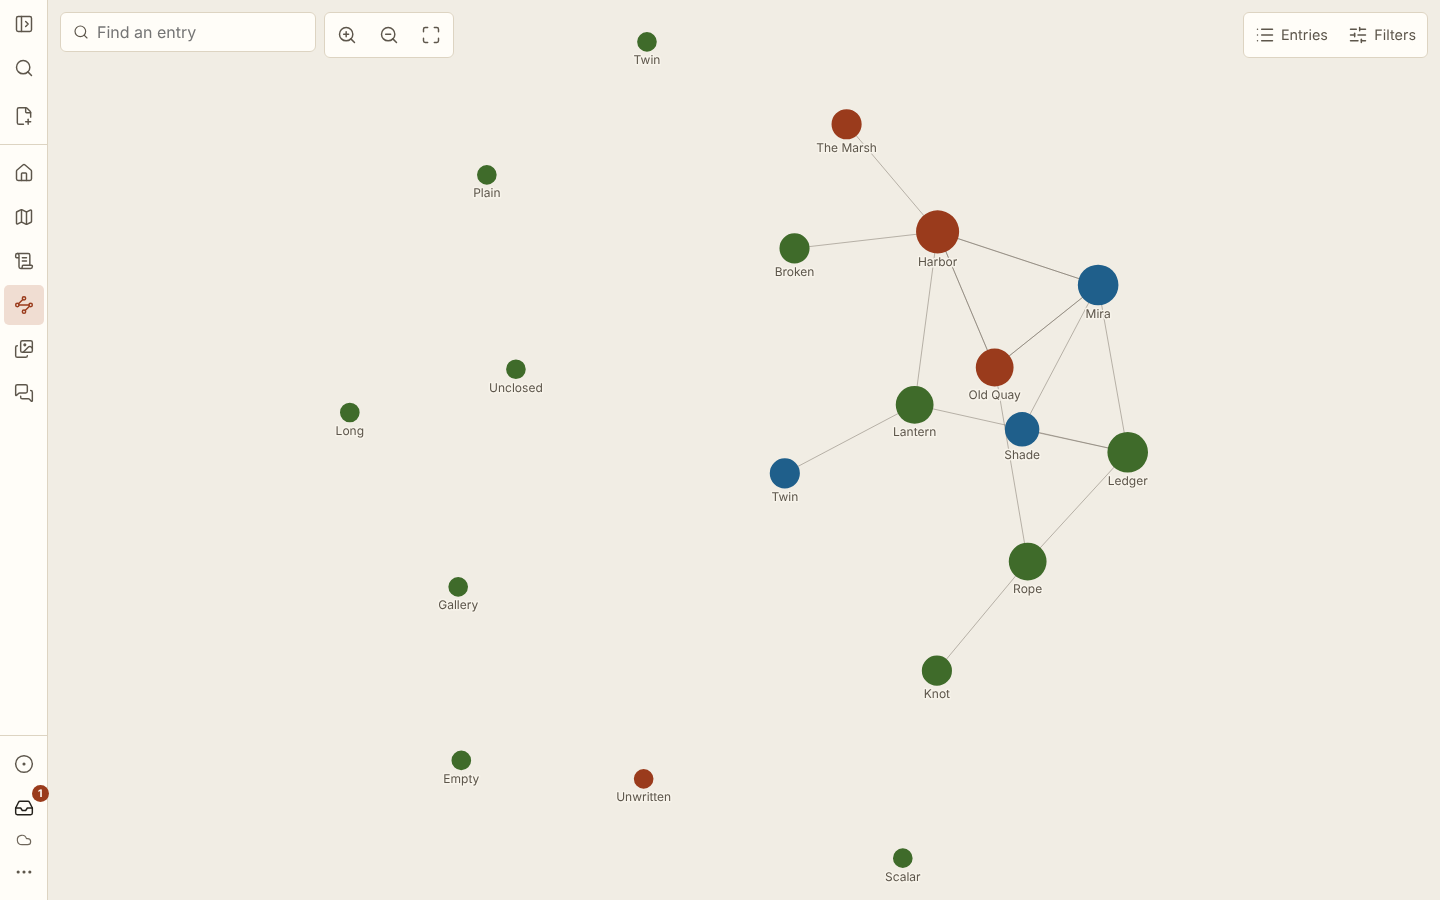 Find an entry
Entries
Filters
Twin
The Marsh
Plain
Harbor
Broken
Mira
Unclosed
Old Quay
Long
Lantern
Shade
Ledger
Twin
Rope
Gallery
Knot
Empty
1
Unwritten
Scalar